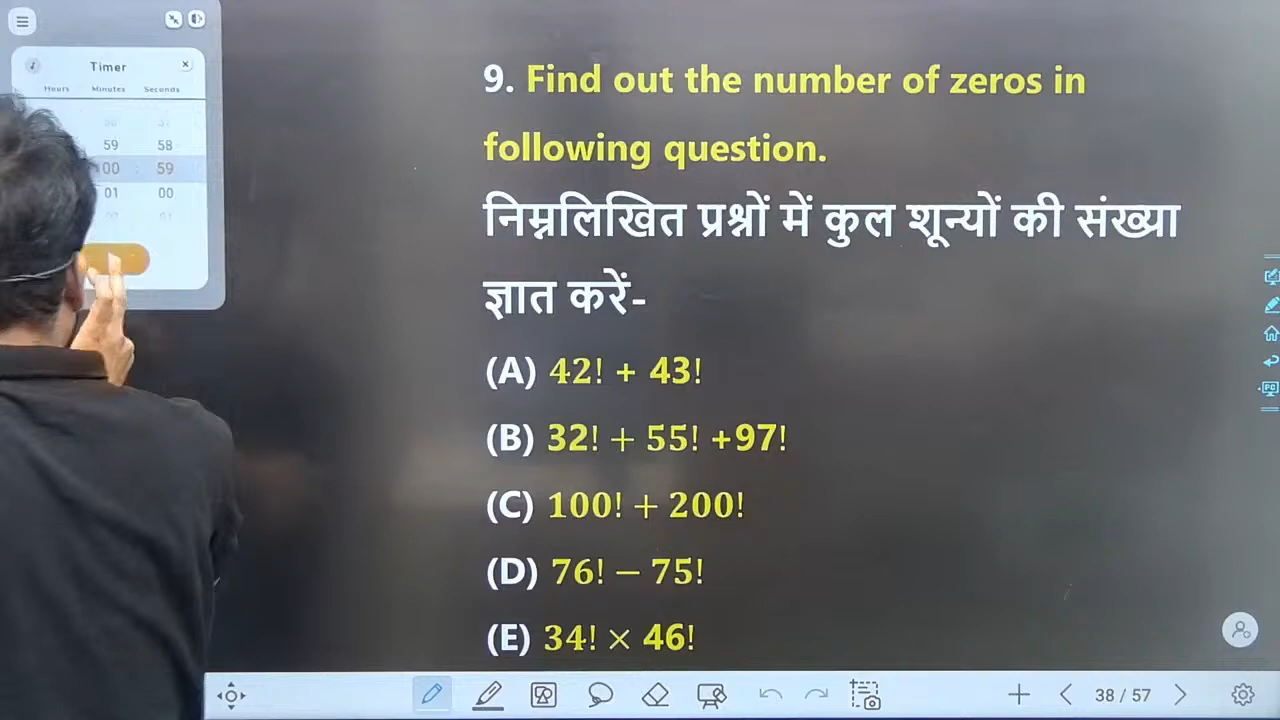 Timer
Hours Minutes Seconds
59 58
00 : 59
01 00
9. Find out the number of zeros in
following question.
निम्नलिखित प्रश्नों में कुल शून्यों की संख्या
ज्ञात करें-
(A) 42! + 43!
(B) 32! + 55! +97!
(C) 100! + 200!
(D) 76! − 75!
(E) 34! × 46!
38 / 57